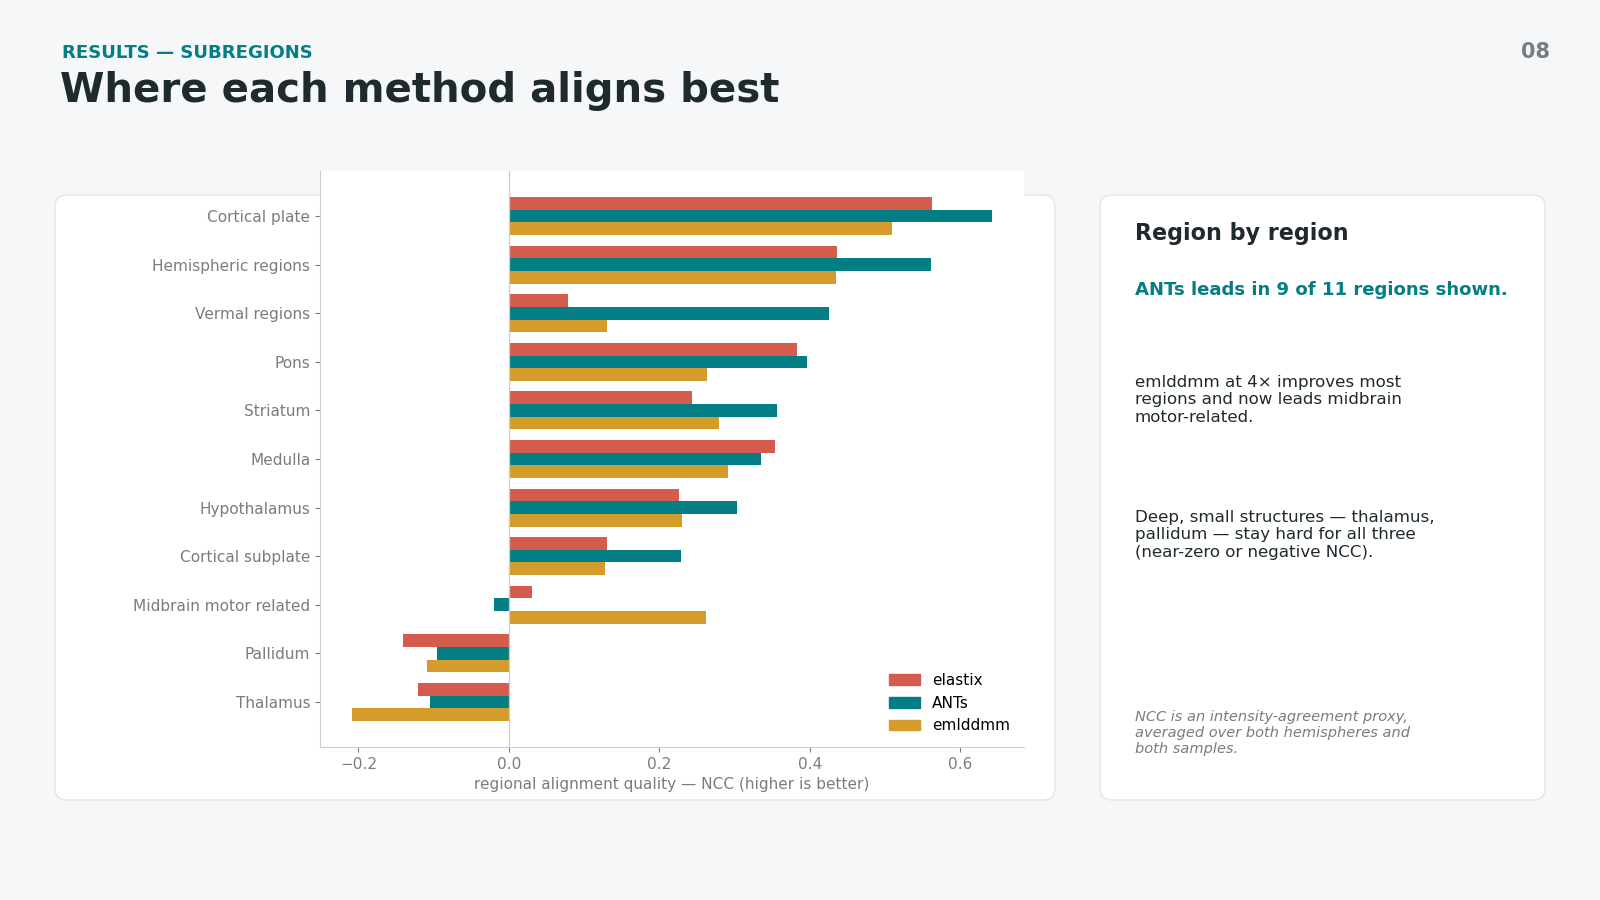 RESULTS — SUBREGIONS
08
Where each method aligns best
Cortical plate
Hemispheric regions
Vermal regions
Pons
Striatum
Medulla
Hypothalamus
Cortical subplate
Midbrain motor related
Pallidum
Thalamus
elastix
ANTs
emlddmm
−0.2
0.0
0.2
0.4
0.6
regional alignment quality — NCC (higher is better)
Region by region
ANTs leads in 9 of 11 regions shown.
emlddmm at 4× improves most
regions and now leads midbrain
motor-related.
Deep, small structures — thalamus,
pallidum — stay hard for all three
(near-zero or negative NCC).
NCC is an intensity-agreement proxy,
averaged over both hemispheres and
both samples.